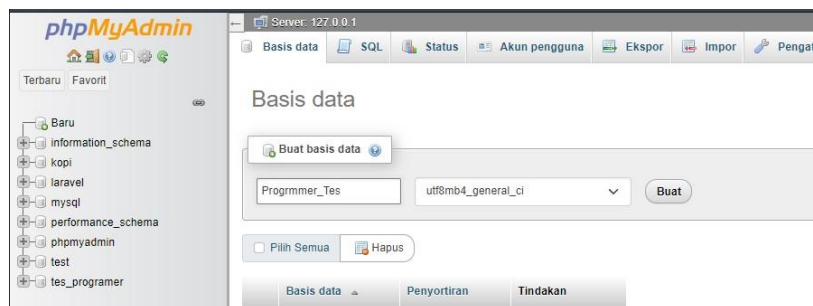 phpMyAdmin
Terbaru Favorit
Baru
information_schema
kopi
laravel
mysql
performance_schema
phpmyadmin
test
tes_programer
Server: 127.0.0.1
Basis data SQL Status Akun pengguna Ekspor Impor Pengat
Basis data
Buat basis data
Progrmmer_Tes utf8mb4_general_ci Buat
Pilih Semua Hapus
Basis data Penyortiran Tindakan